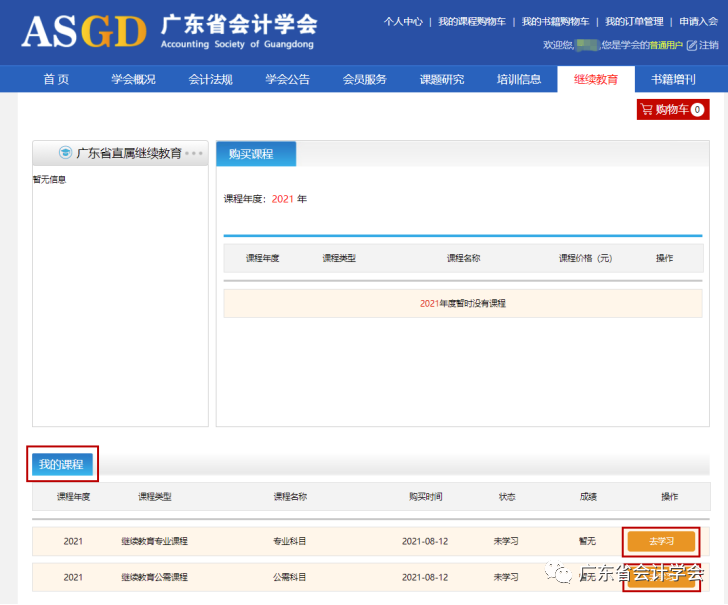 ASGD 广东省会计学会
Accounting Society of Guangdong
个人中心 | 我的课程购物车 | 我的书籍购物车 | 我的订单管理 | 申请入会
欢迎您, ,您是学会的普通用户 注销
首 页 学会概况 会计法规 学会公告 会员服务 课题研究 培训信息 继续教育 书籍增刊
购物车 0
广东省直属继续教育
暂无信息
购买课程
课程年度：2021 年
课程年度 课程类型 课程名称 课程价格（元） 操作
2021年度暂时没有课程
我的课程
课程年度 课程类型 课程名称 购买时间 状态 成绩 操作
2021 继续教育专业课程 专业科目 2021-08-12 未学习 暂无 去学习
2021 继续教育公需课程 公需科目 2021-08-12 未学习
广东省会计学会